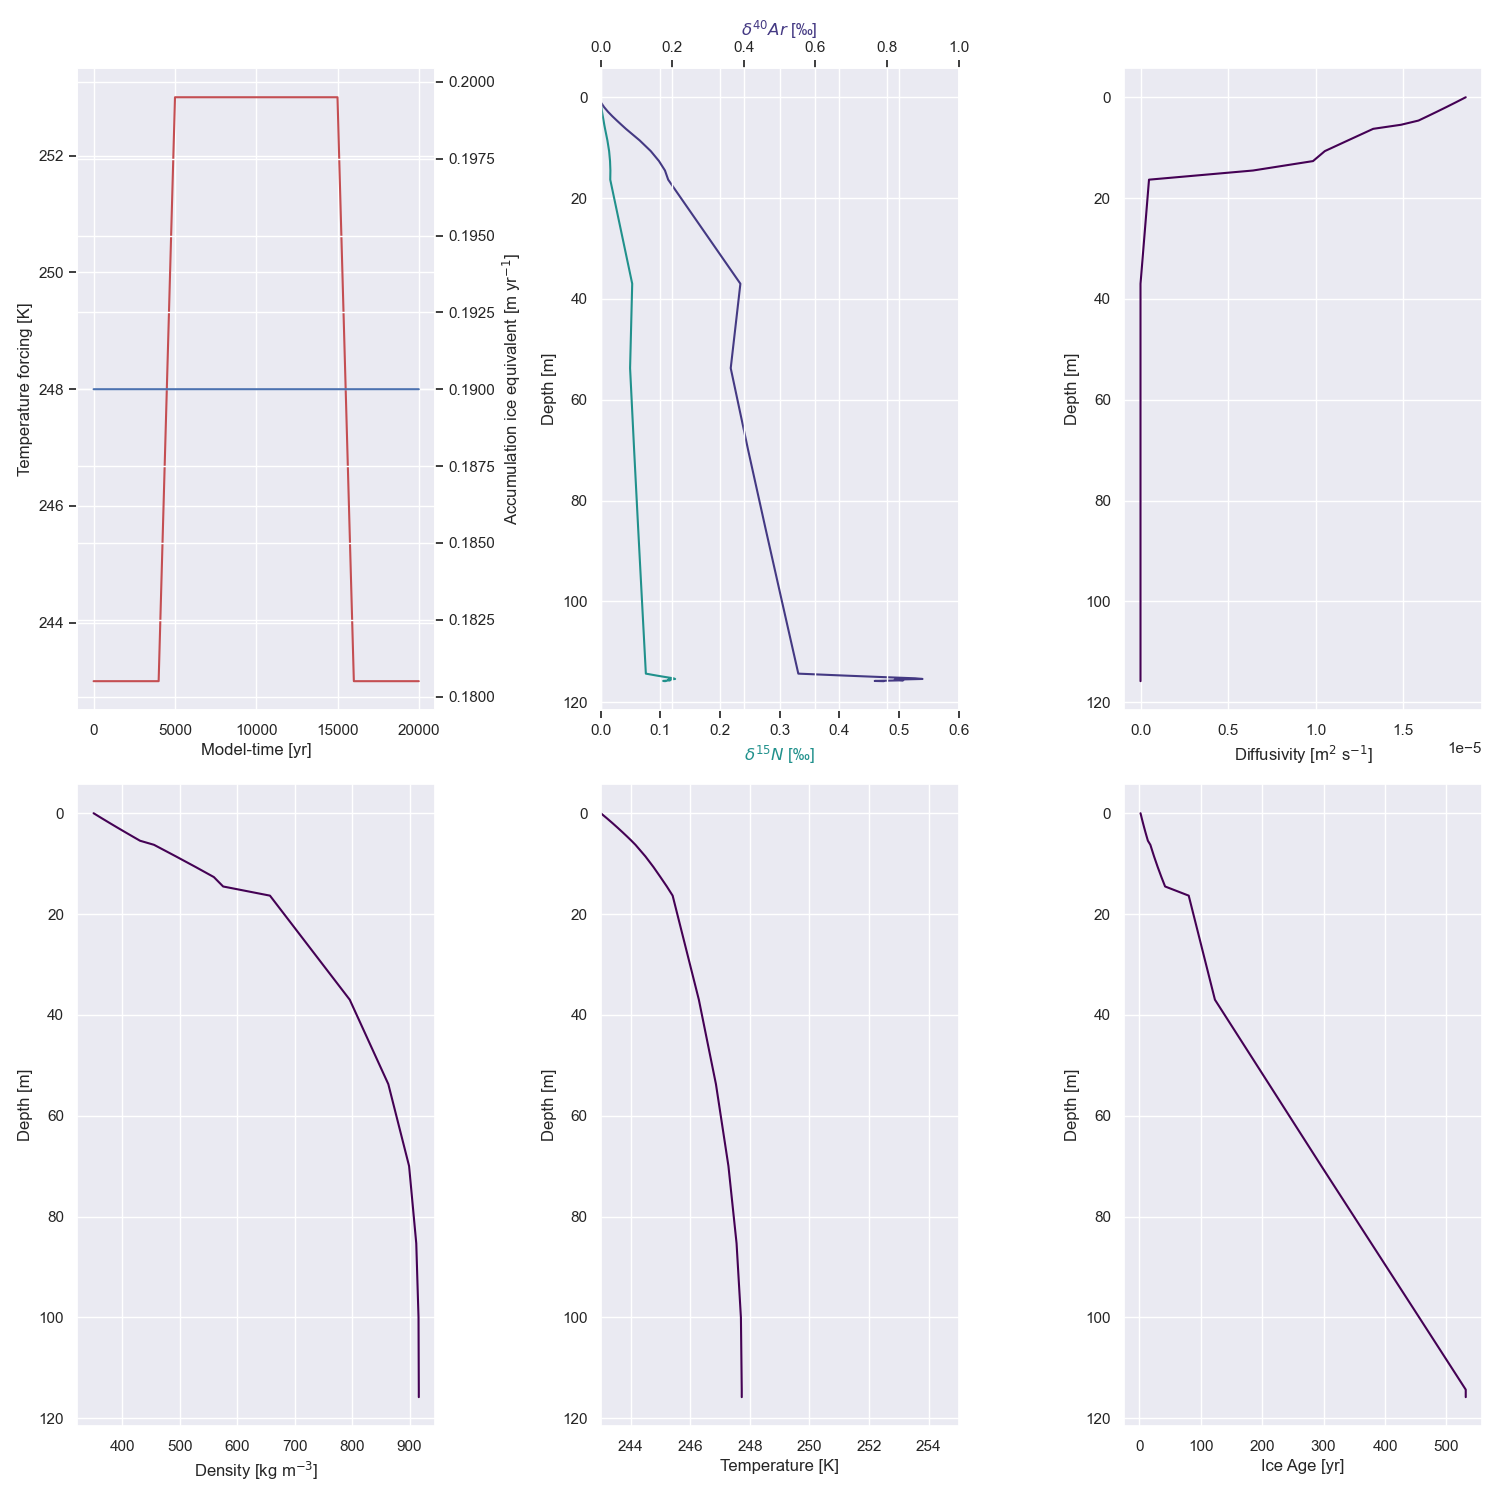 252
250
248
246
244
Temperature forcing [K]
0 5000 10000 15000 20000
Model-time [yr]
0.2000
0.1975
0.1950
0.1925
0.1900
0.1875
0.1850
0.1825
0.1800
Accumulation ice equivalent [m yr⁻¹]
δ⁴⁰Ar [‰]
0.0 0.2 0.4 0.6 0.8 1.0
0
20
40
60
80
100
120
Depth [m]
0.0 0.1 0.2 0.3 0.4 0.5 0.6
δ¹⁵N [‰]
0
20
40
60
80
100
120
Depth [m]
0.0 0.5 1.0 1.5
1e−5
Diffusivity [m² s⁻¹]
0
20
40
60
80
100
120
Depth [m]
400 500 600 700 800 900
Density [kg m⁻³]
0
20
40
60
80
100
120
Depth [m]
244 246 248 250 252 254
Temperature [K]
0
20
40
60
80
100
120
Depth [m]
0 100 200 300 400 500
Ice Age [yr]